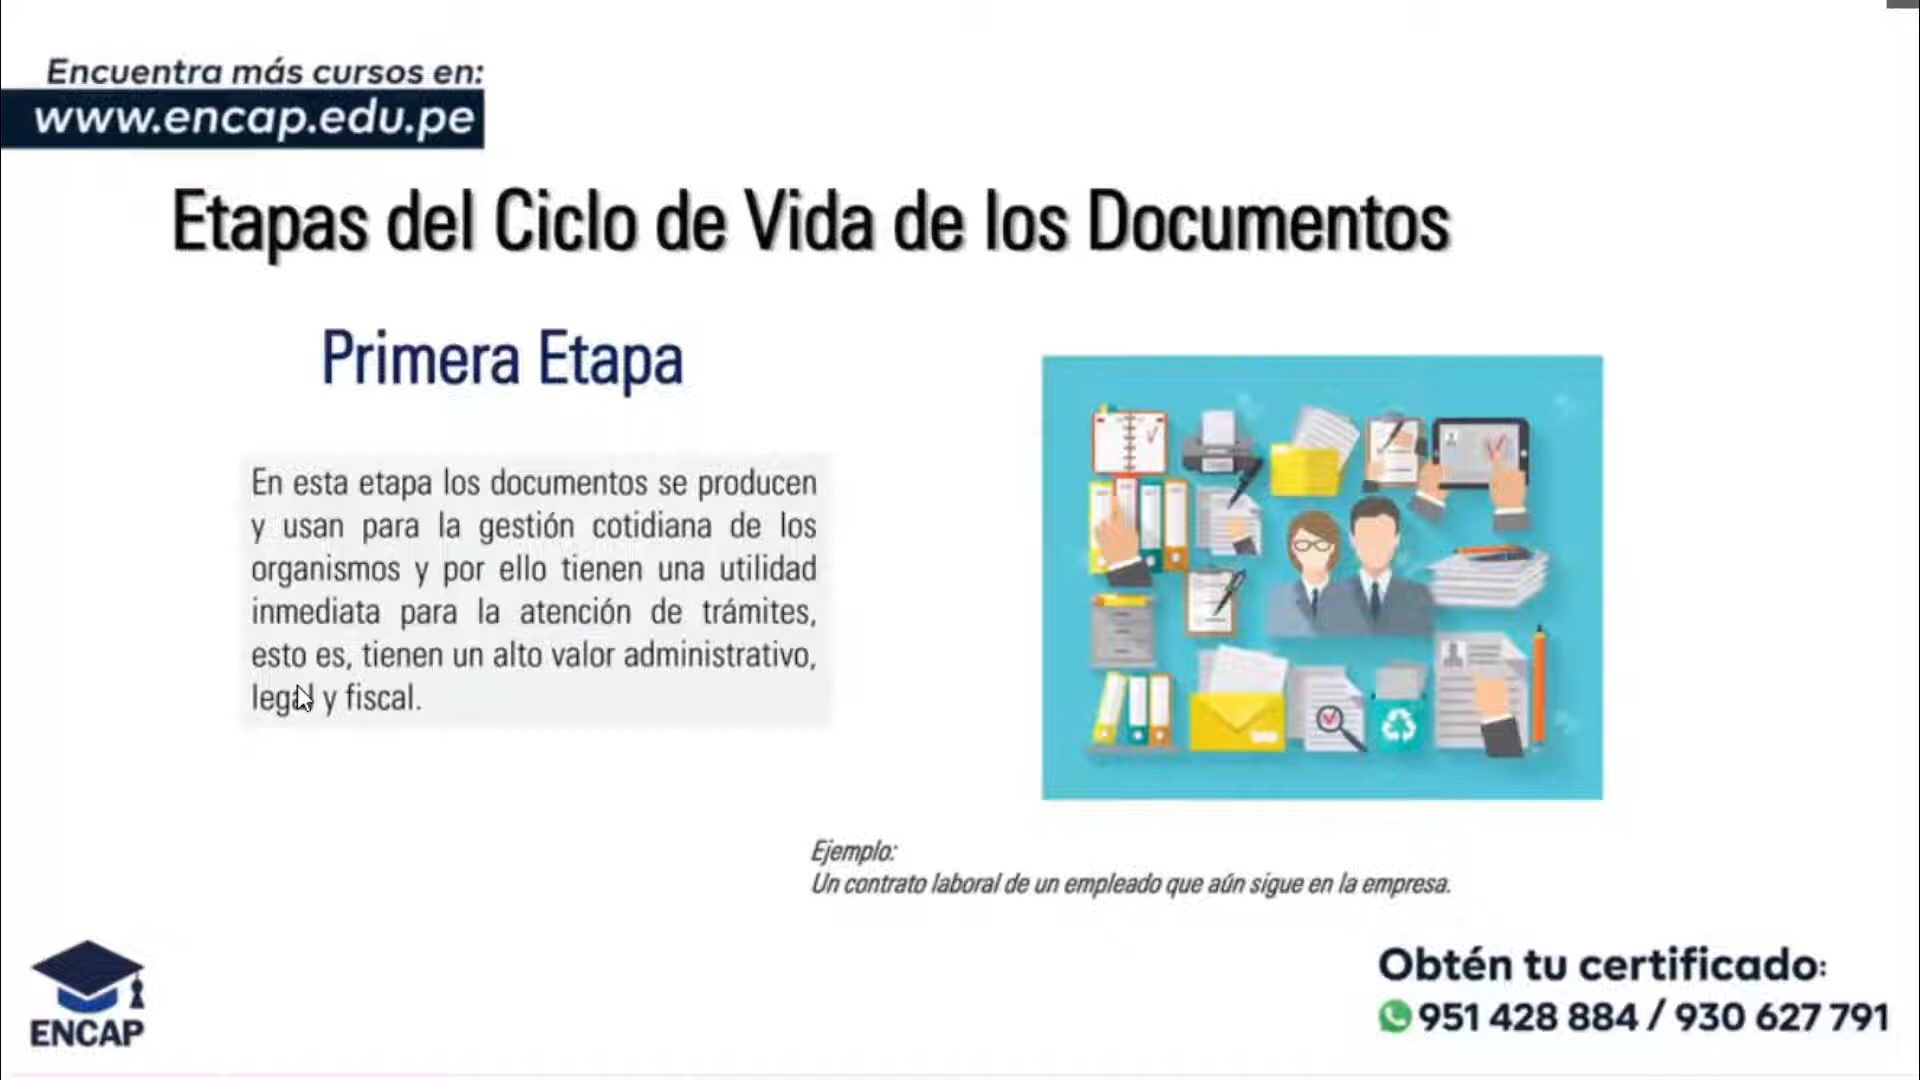 Encuentra más cursos en:
www.encap.edu.pe
Etapas del Ciclo de Vida de los Documentos
Primera Etapa
En esta etapa los documentos se producen
y usan para la gestión cotidiana de los
organismos y por ello tienen una utilidad
inmediata para la atención de trámites,
esto es, tienen un alto valor administrativo,
legal y fiscal.
Ejemplo:
Un contrato laboral de un empleado que aún sigue en la empresa.
ENCAP
Obtén tu certificado:
951 428 884 / 930 627 791